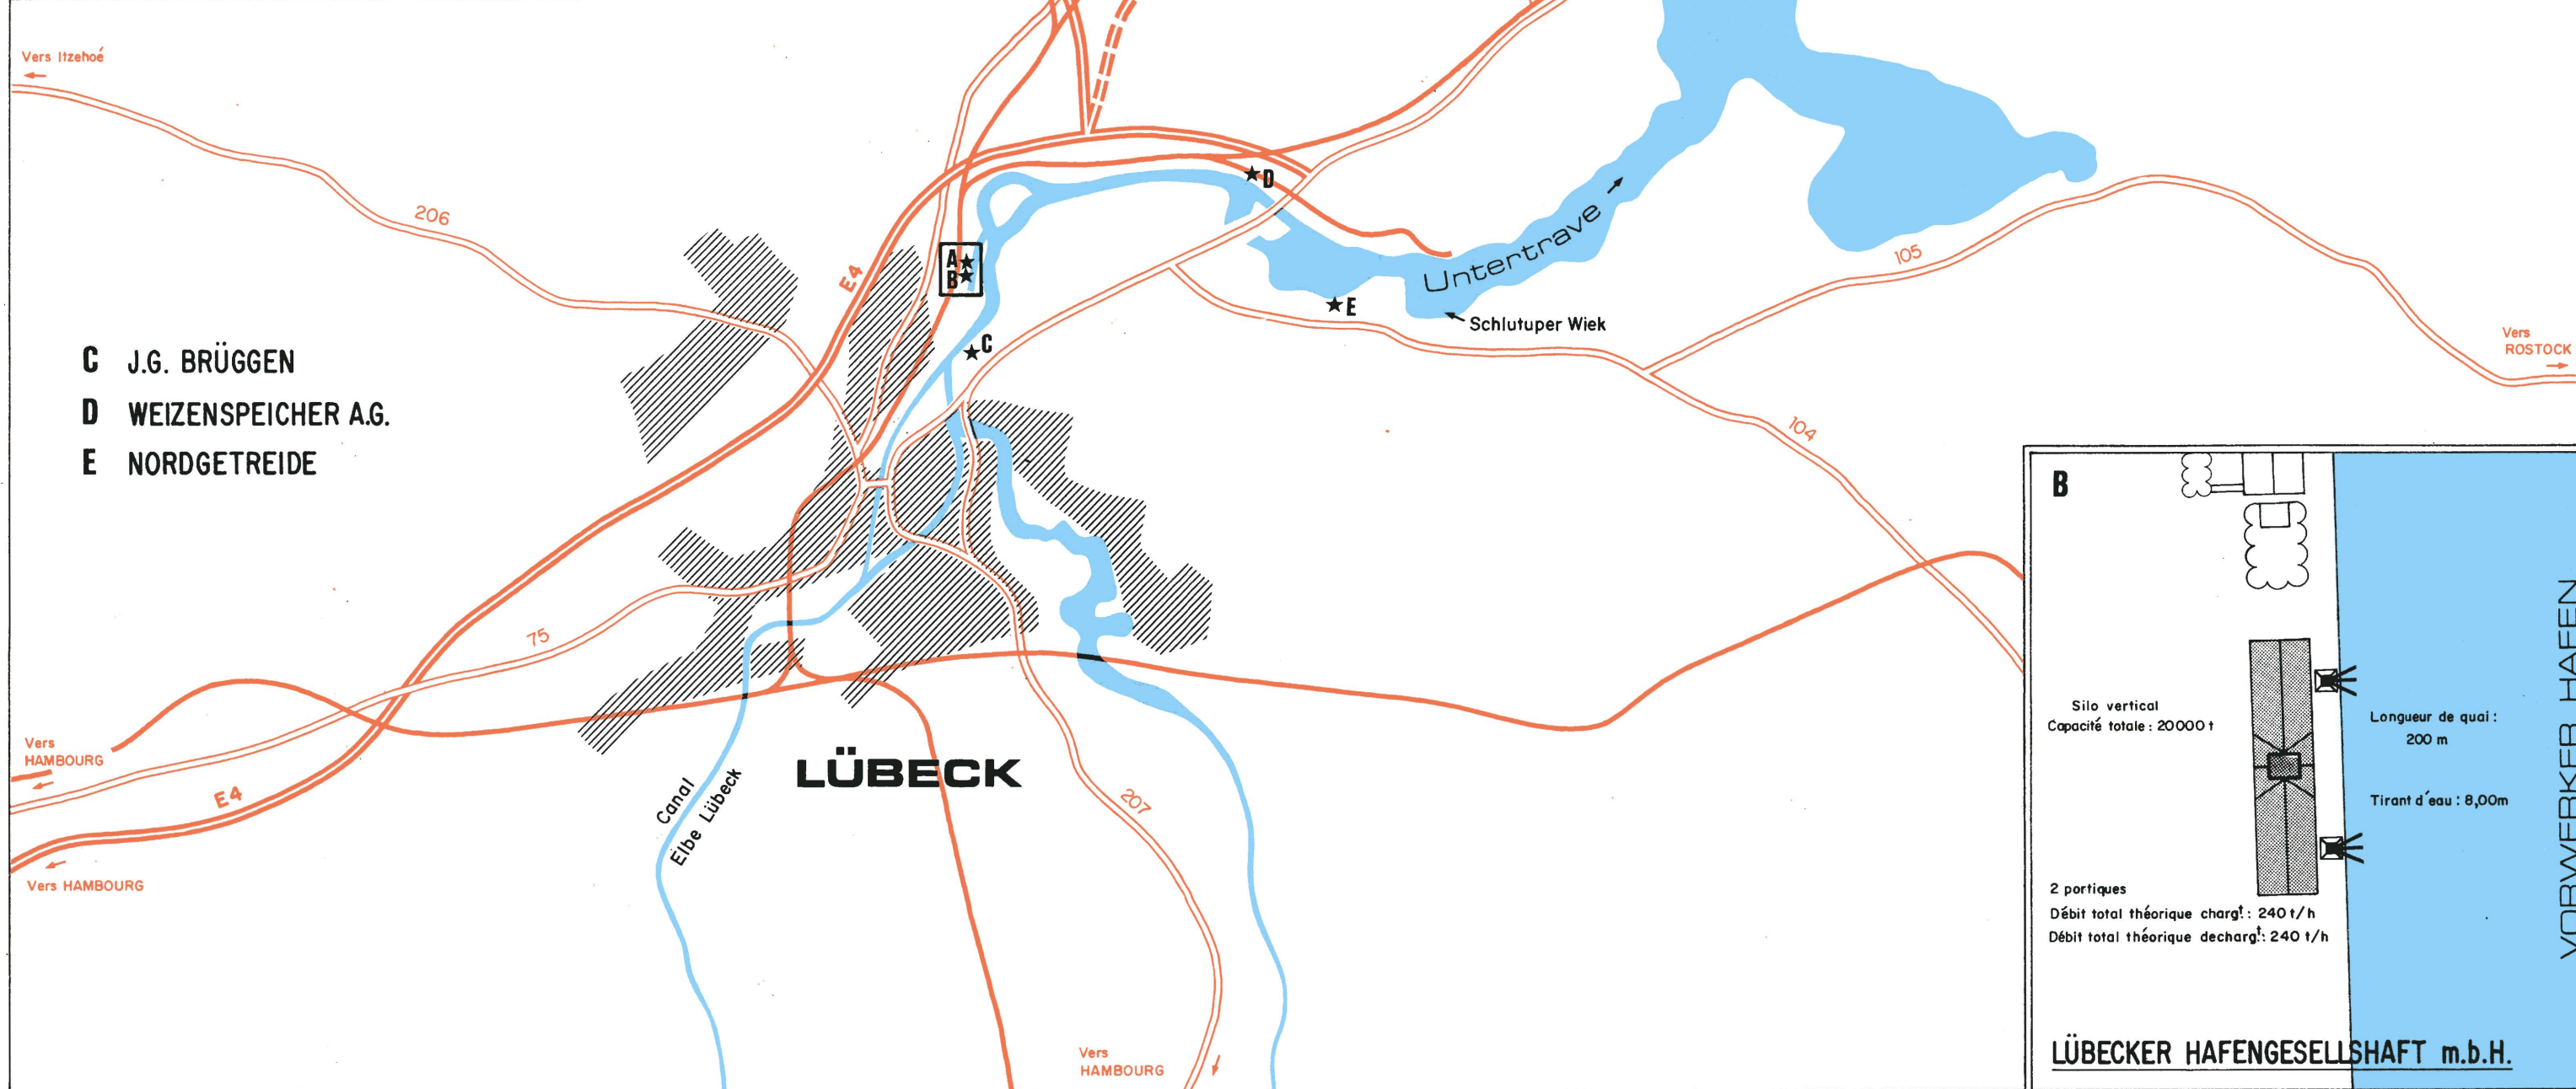 Vers Itzehoé
206
E4
A
B
C
D
E
Untertrave
Schlutuper Wiek
105
Vers
ROSTOCK
104
C J.G. BRÜGGEN
D WEIZENSPEICHER A.G.
E NORDGETREIDE
75
Vers
HAMBOURG
E4
Vers HAMBOURG
LÜBECK
Canal
Elbe Lübeck
207
Vers
HAMBOURG
B
Silo vertical
Capacité totale : 20000 t
Longueur de quai :
200 m
Tirant d'eau : 8,00m
2 portiques
Débit total théorique chargt. : 240 t/h
Débit total théorique dechargt. : 240 t/h
VORWERKER HAFEN
LÜBECKER HAFENGESELLSHAFT m.b.H.